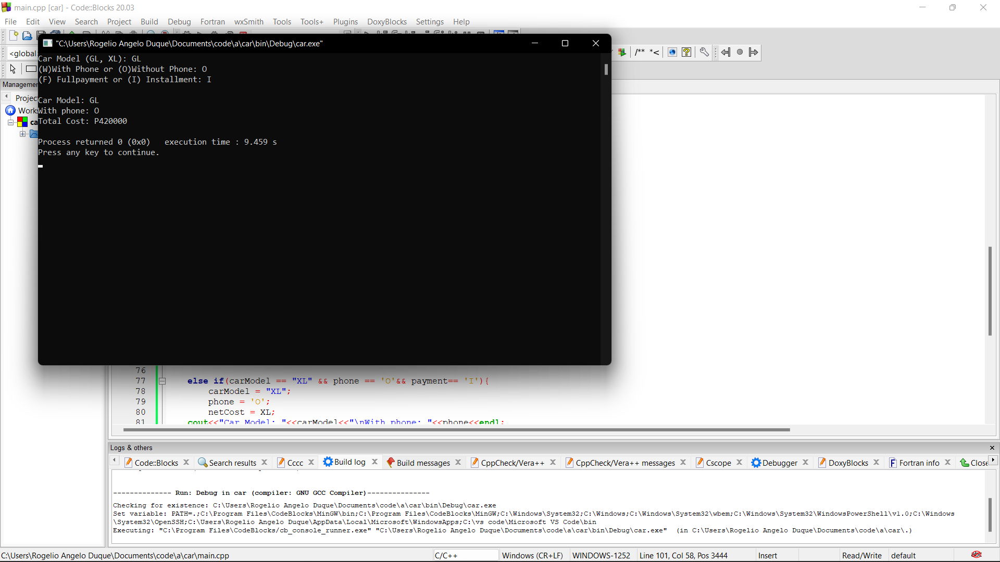 main.cpp [car] - Code::Blocks 20.03
File Edit View Search Project Build Debug Fortran wxSmith Tools Tools+ Plugins DoxyBlocks Settings Help
"C:\Users\Rogelio Angelo Duque\Documents\code\a\car\bin\Debug\car.exe"
<global
/** *<
Car Model (GL, XL): GL
(W)With Phone or (O)Without Phone: O
(F) Fullpayment or (I) Installment: I
Car Model: GL
With phone: O
Total Cost: P420000
Process returned 0 (0x0)   execution time : 9.459 s
Press any key to continue.
Managemen
Projec
Works
ca
76
77 else if(carModel == "XL" && phone == 'O'&& payment== 'I'){
78 carModel = "XL";
79 phone = 'O';
80 netCost = XL;
81 cout<<"Car Model: "<<carModel<<"\nWith phone: "<<phone<<endl;
Logs & others
Code::Blocks Search results Cccc Build log Build messages CppCheck/Vera++ CppCheck/Vera++ messages Cscope Debugger DoxyBlocks Fortran info Close
-------------- Run: Debug in car (compiler: GNU GCC Compiler)---------------
Checking for existence: C:\Users\Rogelio Angelo Duque\Documents\code\a\car\bin\Debug\car.exe
Set variable: PATH=.;C:\Program Files\CodeBlocks\MinGW\bin;C:\Program Files\CodeBlocks\MinGW;C:\Windows\System32;C:\Windows;C:\Windows\System32\wbem;C:\Windows\System32\WindowsPowerShell\v1.0;C:\Windows
\System32\OpenSSH;C:\Users\Rogelio Angelo Duque\AppData\Local\Microsoft\WindowsApps;C:\vs code\Microsoft VS Code\bin
Executing: "C:\Program Files\CodeBlocks/cb_console_runner.exe" "C:\Users\Rogelio Angelo Duque\Documents\code\a\car\bin\Debug\car.exe"  (in C:\Users\Rogelio Angelo Duque\Documents\code\a\car\.)
C:\Users\Rogelio Angelo Duque\Documents\code\a\car\main.cpp C/C++ Windows (CR+LF) WINDOWS-1252 Line 101, Col 58, Pos 3444 Insert Read/Write default abc